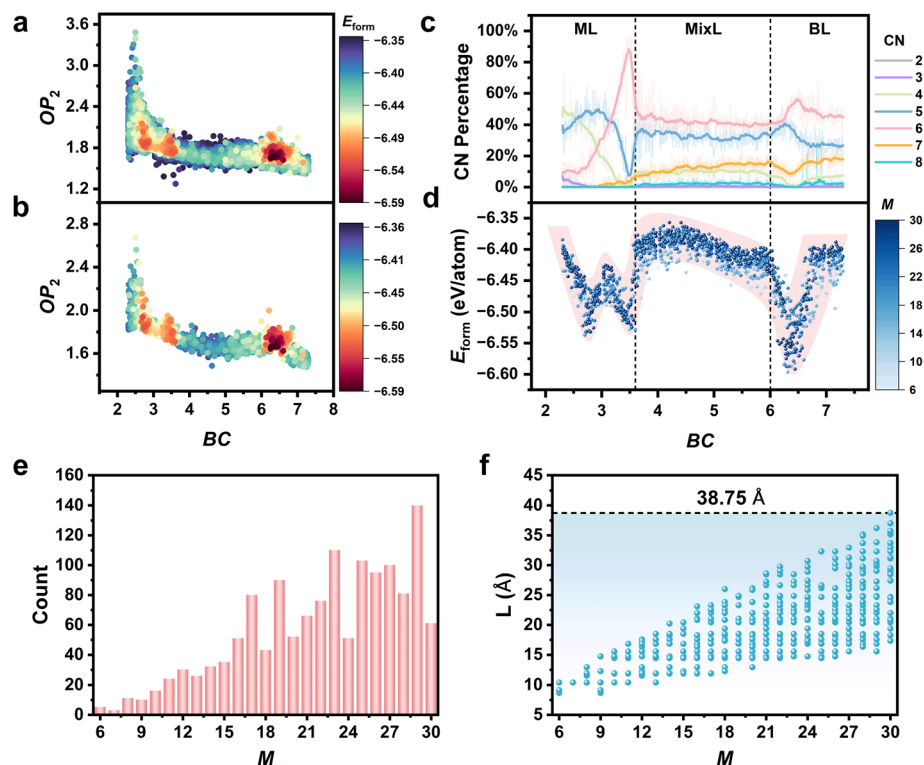 a
OP2
3.6
3.0
2.4
1.8
1.2
Eform
−6.35
−6.40
−6.44
−6.49
−6.54
−6.59
b
OP2
2.8
2.4
2.0
1.6
−6.41
−6.46
−6.50
−6.55
−6.59
2 3 4 5 6 7 8
BC
c
ML MixL BL
CN Percentage
100%
80%
60%
40%
20%
0%
CN
2
3
4
5
6
7
8
d
Eform (eV/atom)
−6.35
−6.40
−6.45
−6.50
−6.55
−6.60
M
30
26
22
18
14
10
6
2 3 4 5 6 7
BC
e
Count
160
140
120
100
80
60
40
20
0
6 9 12 15 18 21 24 27 30
M
f
38.75 Å
L (Å)
45
40
35
30
25
20
15
10
5
6 9 12 15 18 21 24 27 30
M